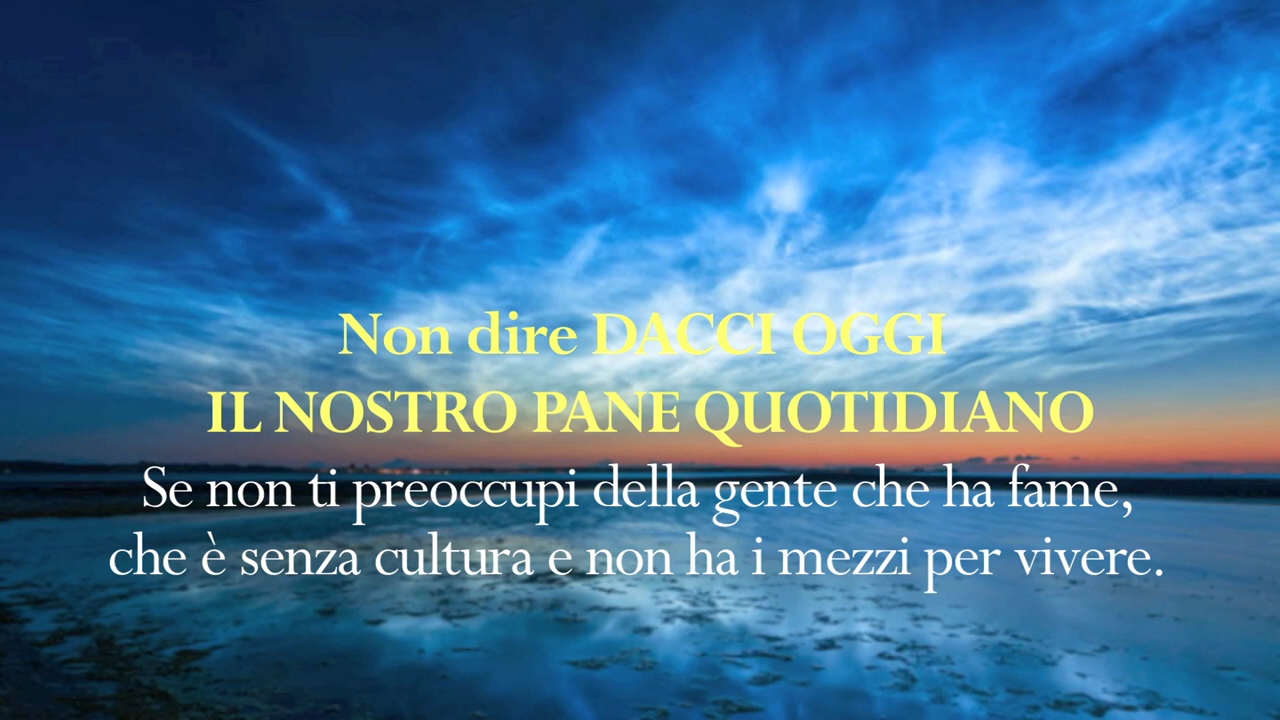 Non dire DACCI OGGI
IL NOSTRO PANE QUOTIDIANO
Se non ti preoccupi della gente che ha fame,
che è senza cultura e non ha i mezzi per vivere.